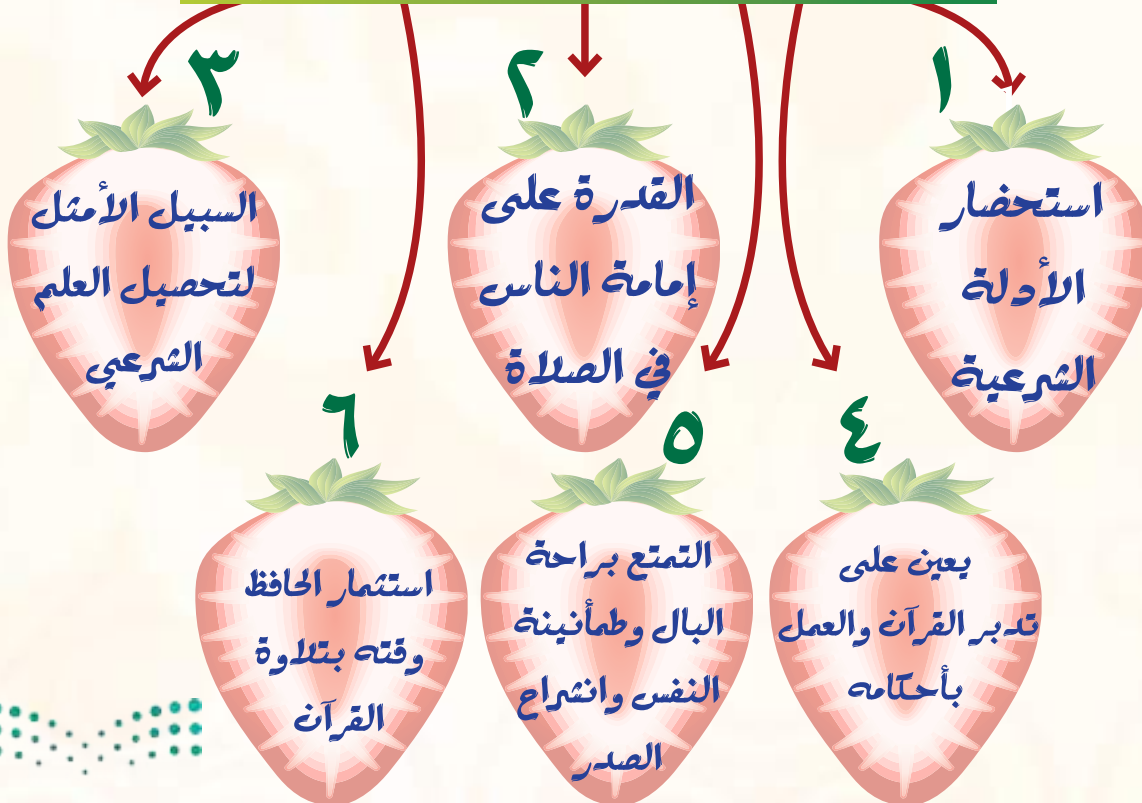 ١
استحضار
الأدلة
الشرعية
٢
القدرة على
إمامة الناس
في الصلاة
٣
السبيل الأمثل
لتحصيل العلم
الشرعي
٤
يعين على
تدبر القرآن والعمل
بأحكامه
٥
التمتع براحة
البال وطمأنينة
النفس وانشراح
الصدر
٦
استثمار الحافظ
وقته بتلاوة
القرآن